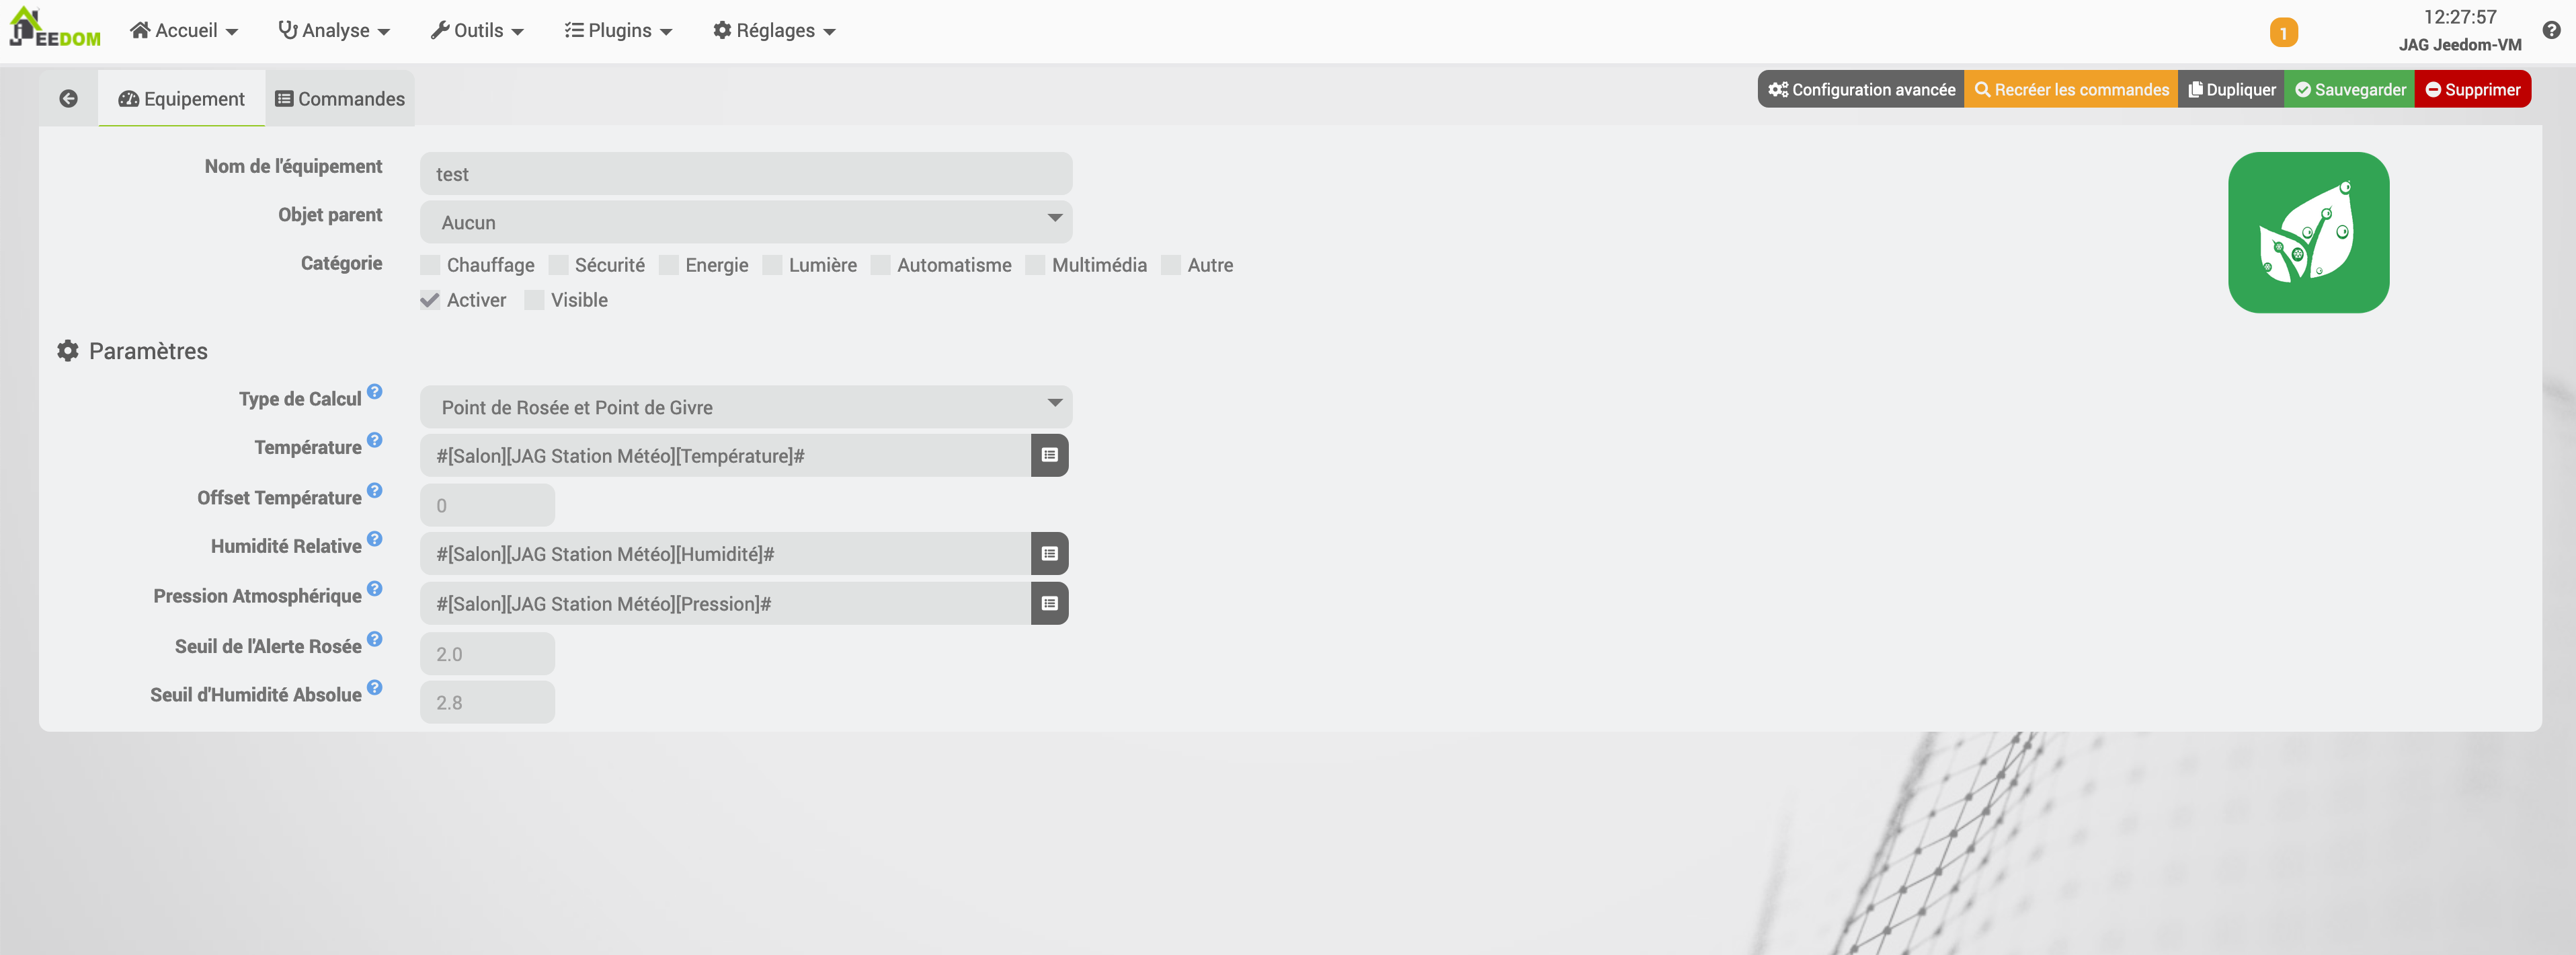 JEEDOM Accueil Analyse Outils Plugins Réglages 1 12:27:57
JAG Jeedom-VM
Equipement Commandes Configuration avancée Recréer les commandes Dupliquer Sauvegarder Supprimer
Nom de l'équipement test
Objet parent Aucun
Catégorie Chauffage Sécurité Energie Lumière Automatisme Multimédia Autre
Activer Visible
Paramètres
Type de Calcul Point de Rosée et Point de Givre
Température #[Salon][JAG Station Météo][Température]#
Offset Température 0
Humidité Relative #[Salon][JAG Station Météo][Humidité]#
Pression Atmosphérique #[Salon][JAG Station Météo][Pression]#
Seuil de l'Alerte Rosée 2.0
Seuil d'Humidité Absolue 2.8